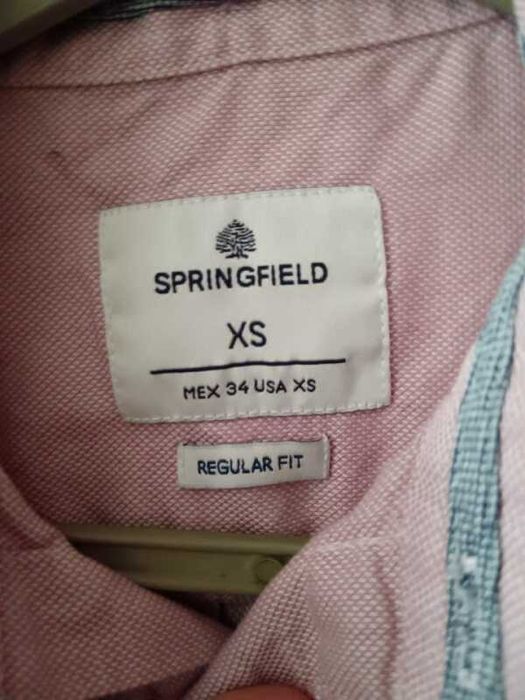 SPRINGFIELD
XS
MEX 34 USA XS
REGULAR FIT